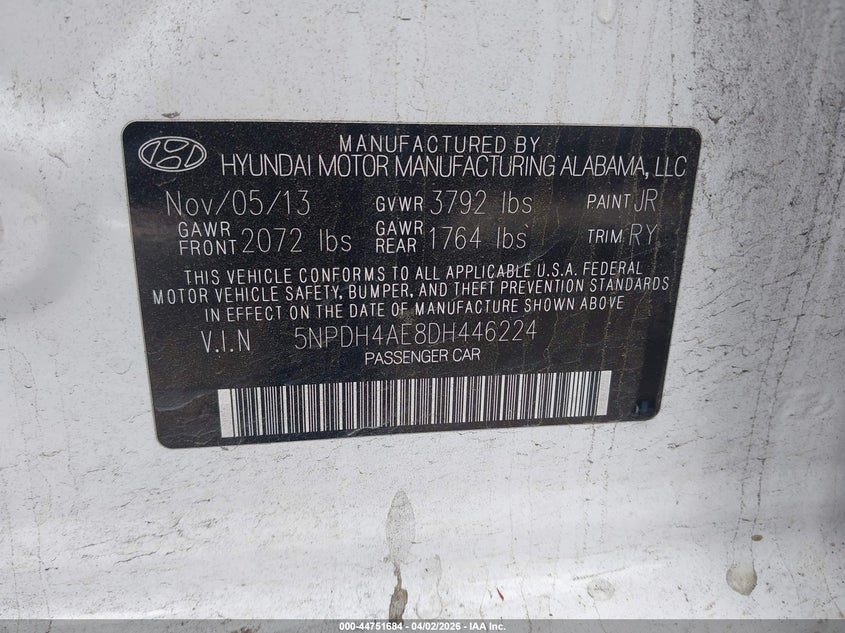 MANUFACTURED BY
HYUNDAI MOTOR MANUFACTURING ALABAMA, LLC
Nov/05/13 GVWR 3792 lbs PAINT JR
GAWR FRONT 2072 lbs GAWR REAR 1764 lbs TRIM RY
THIS VEHICLE CONFORMS TO ALL APPLICABLE U.S.A. FEDERAL
MOTOR VEHICLE SAFETY, BUMPER, AND THEFT PREVENTION STANDARDS
IN EFFECT ON THE DATE OF MANUFACTURE SHOWN ABOVE
V.I.N 5NPDH4AE8DH446224
PASSENGER CAR
000-44751684 - 04/02/2026 - IAA Inc.